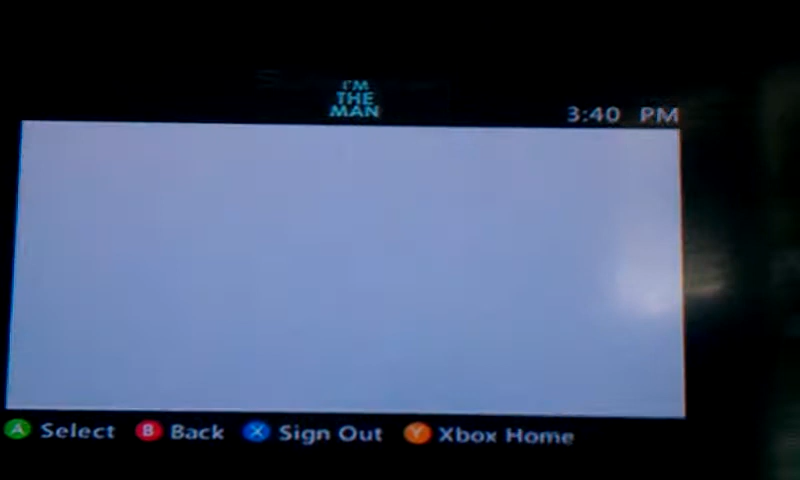 I'M
THE
MAN
3:40 PM
A Select B Back X Sign Out Y Xbox Home